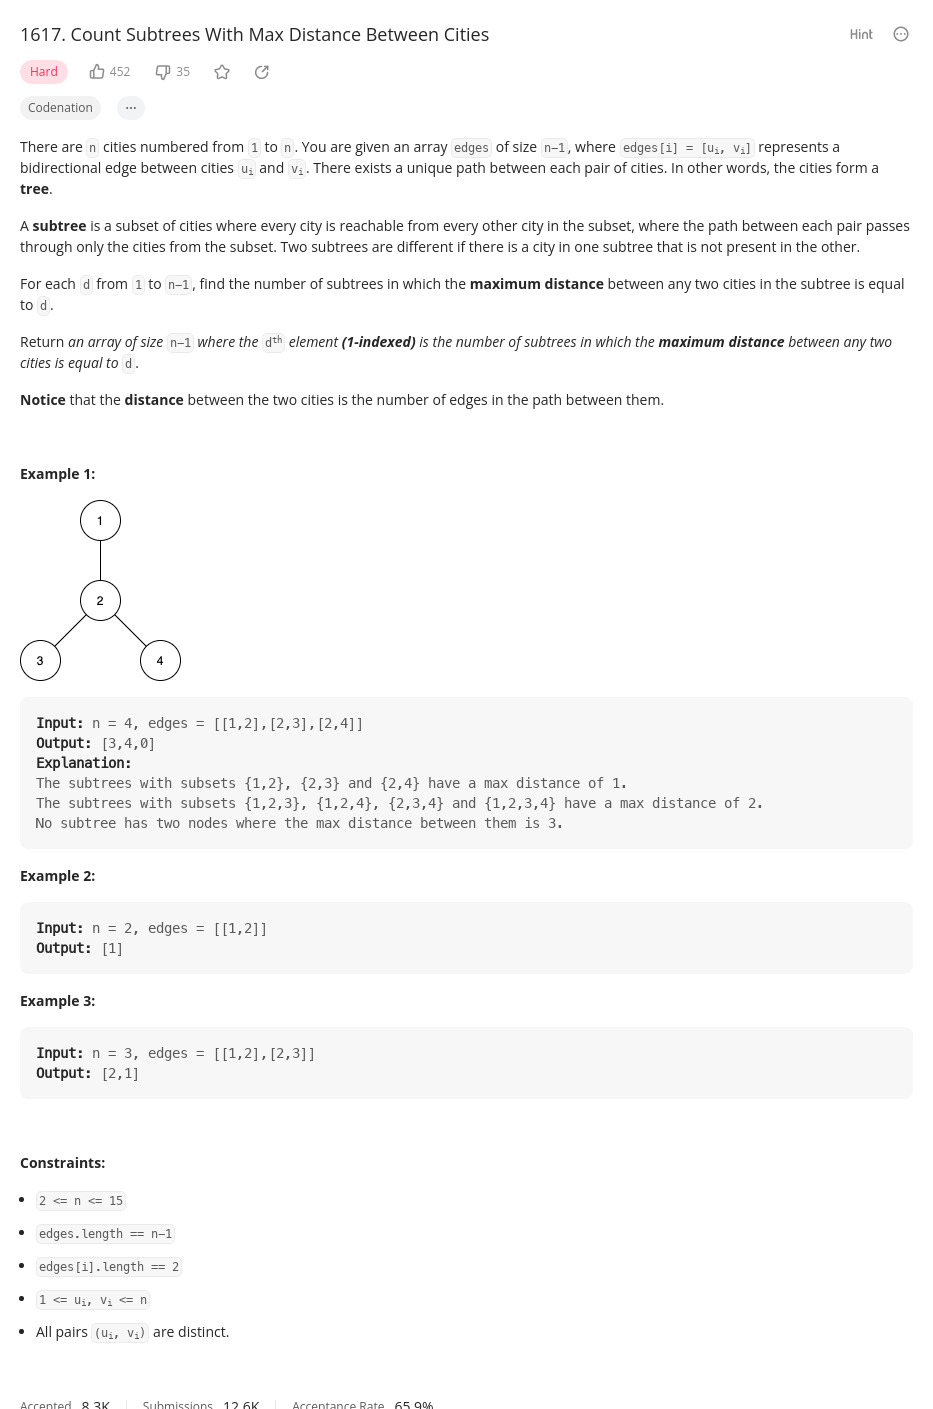 1617. Count Subtrees With Max Distance Between Cities
Hint
Hard 452 35
Codenation ...
There are n cities numbered from 1 to n. You are given an array edges of size n-1, where edges[i] = [ui, vi] represents a
bidirectional edge between cities ui and vi. There exists a unique path between each pair of cities. In other words, the cities form a
tree.
A subtree is a subset of cities where every city is reachable from every other city in the subset, where the path between each pair passes
through only the cities from the subset. Two subtrees are different if there is a city in one subtree that is not present in the other.
For each d from 1 to n-1, find the number of subtrees in which the maximum distance between any two cities in the subtree is equal
to d.
Return an array of size n-1 where the dth element (1-indexed) is the number of subtrees in which the maximum distance between any two
cities is equal to d.
Notice that the distance between the two cities is the number of edges in the path between them.
Example 1:
1
2
3 4
Input: n = 4, edges = [[1,2],[2,3],[2,4]]
Output: [3,4,0]
Explanation:
The subtrees with subsets {1,2}, {2,3} and {2,4} have a max distance of 1.
The subtrees with subsets {1,2,3}, {1,2,4}, {2,3,4} and {1,2,3,4} have a max distance of 2.
No subtree has two nodes where the max distance between them is 3.
Example 2:
Input: n = 2, edges = [[1,2]]
Output: [1]
Example 3:
Input: n = 3, edges = [[1,2],[2,3]]
Output: [2,1]
Constraints:
• 2 <= n <= 15
• edges.length == n-1
• edges[i].length == 2
• 1 <= ui, vi <= n
• All pairs (ui, vi) are distinct.
Accepted 8.3K Submissions 12.6K Acceptance Rate 65.9%